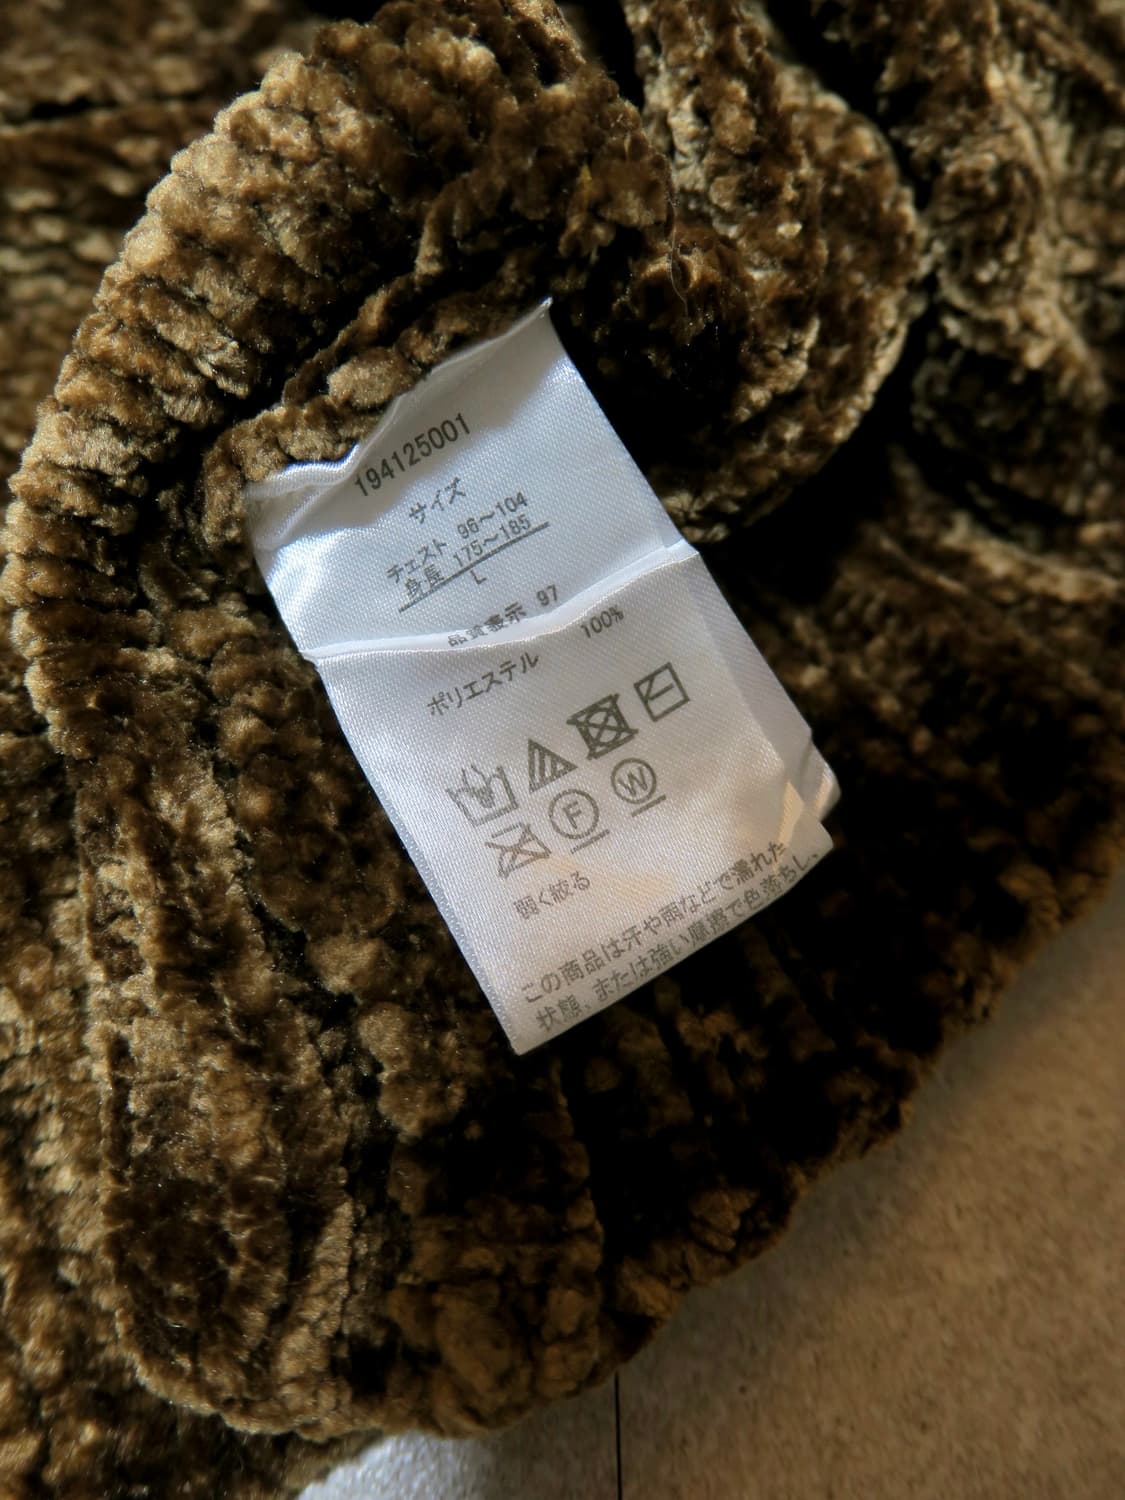 194125001
サイズ
チェスト 96～104
身長 175～185
L
品質表示 97
100%
ポリエステル
F
W
弱く絞る
この商品は汗や雨などで濡れた
状態、または強い摩擦で色落ちし、